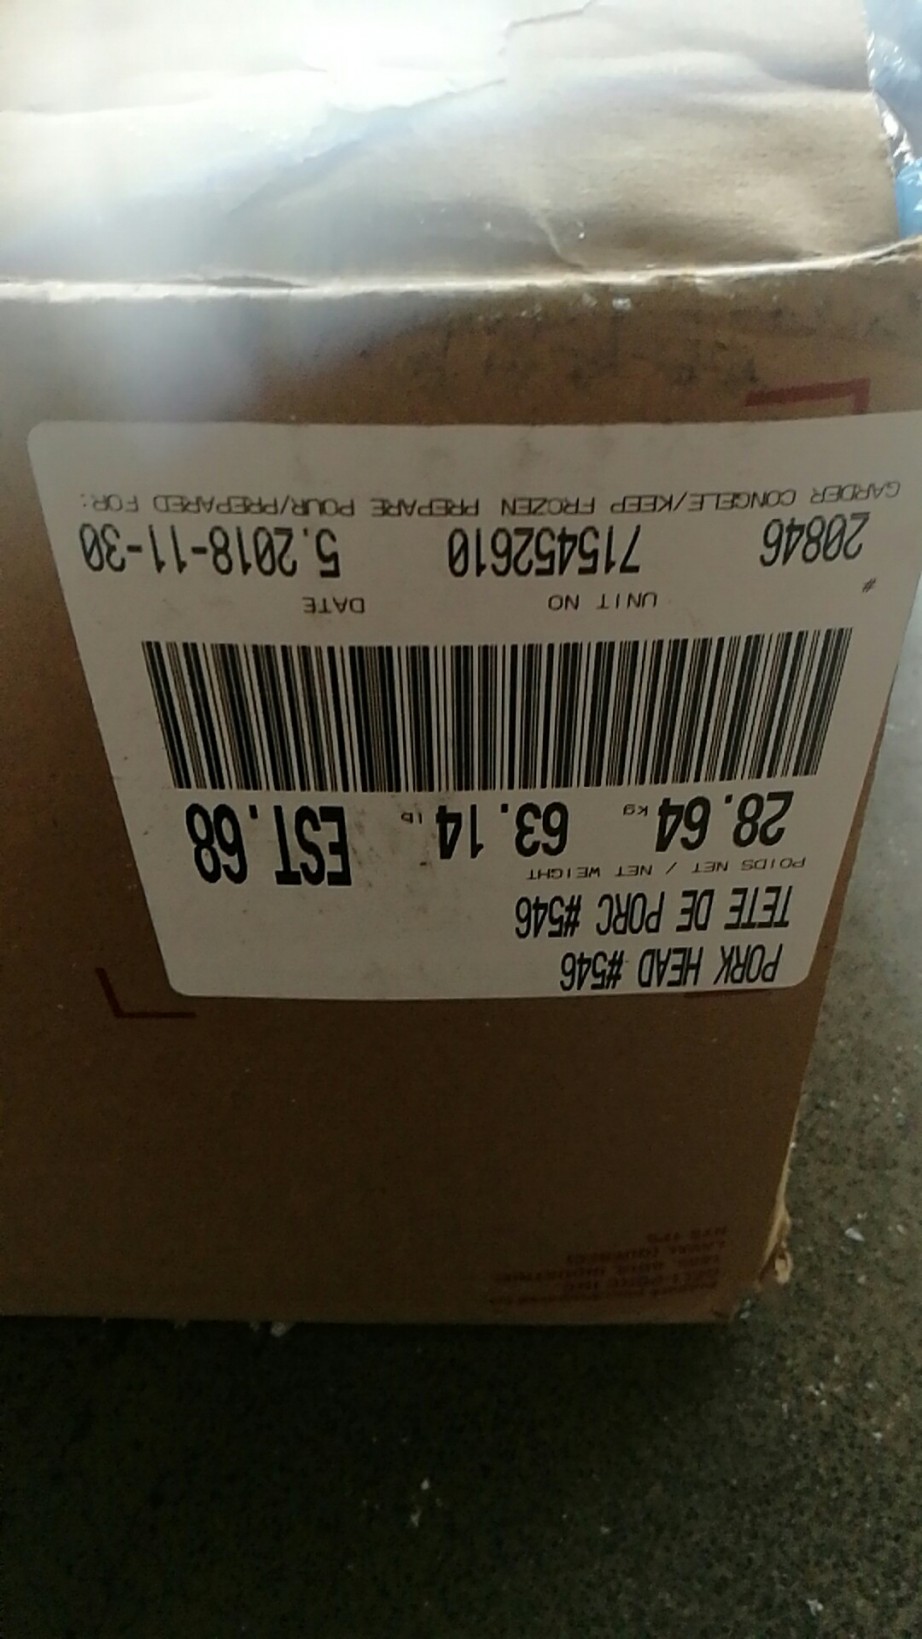 PORK HEAD #546
TETE DE PORC #546
POIDS NET / NET WEIGHT
28.64 kg 63.14 lb EST.68
# UNIT NO DATE
20846 715452610 5.2018-11-30
GARDER CONGELE/KEEP FROZEN PREPARE POUR/PREPARED FOR: